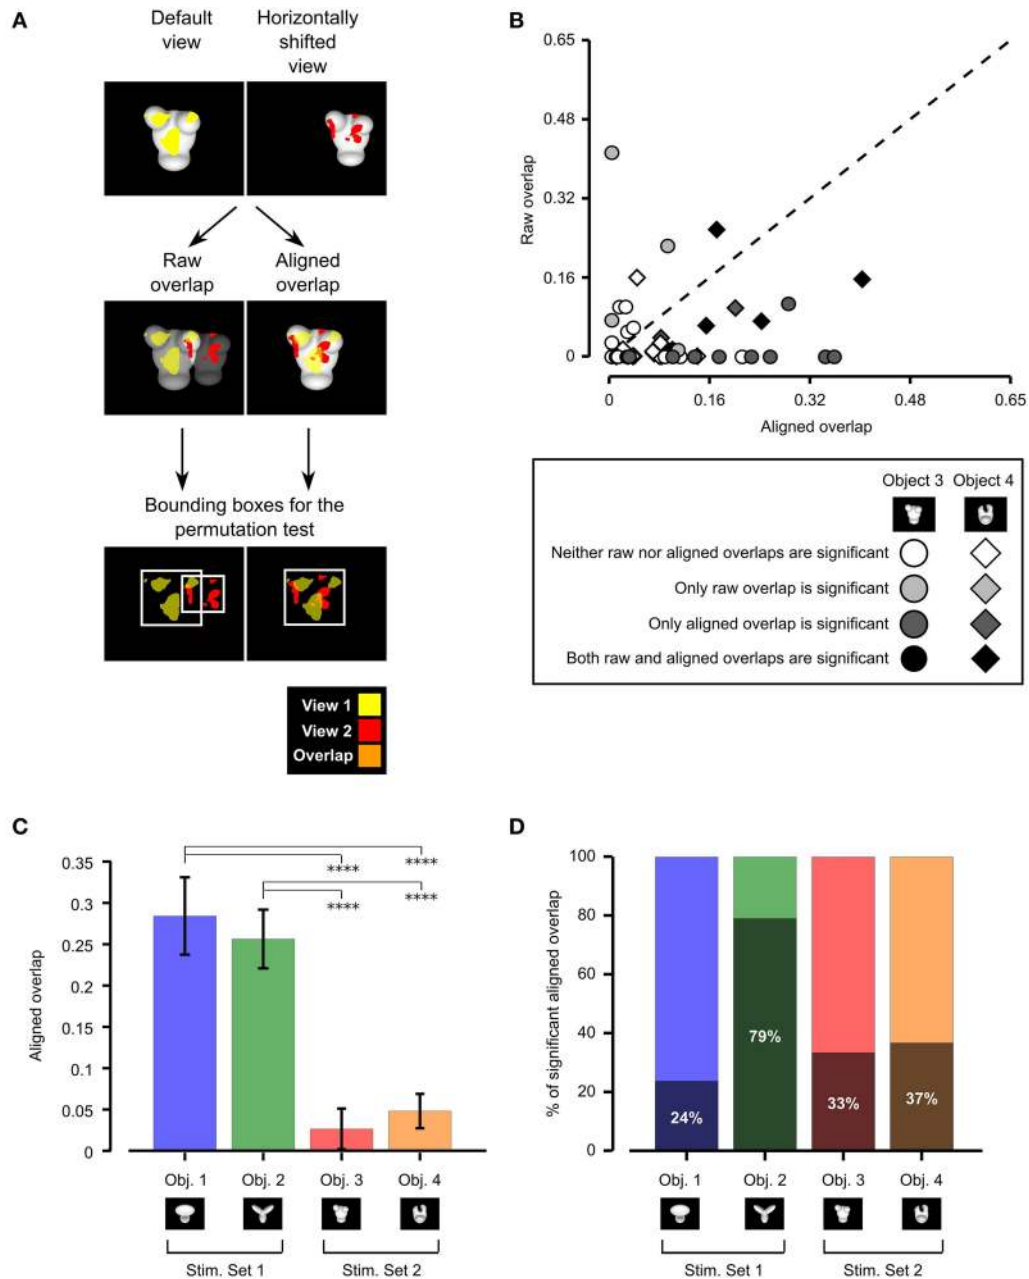 A
Default
view
Horizontally
shifted
view
Raw
overlap
Aligned
overlap
Bounding boxes for the
permutation test
View 1
View 2
Overlap
B
0.65
0.48
0.32
0.16
0
Raw overlap
0 0.16 0.32 0.48 0.65
Aligned overlap
Object 3 Object 4
Neither raw nor aligned overlaps are significant
Only raw overlap is significant
Only aligned overlap is significant
Both raw and aligned overlaps are significant
C
0.35
0.3
0.25
0.2
0.15
0.1
0.05
0
Aligned overlap
****
****
****
****
Obj. 1 Obj. 2 Obj. 3 Obj. 4
Stim. Set 1 Stim. Set 2
D
100
80
60
40
20
0
% of significant aligned overlap
24%
79%
33%
37%
Obj. 1 Obj. 2 Obj. 3 Obj. 4
Stim. Set 1 Stim. Set 2